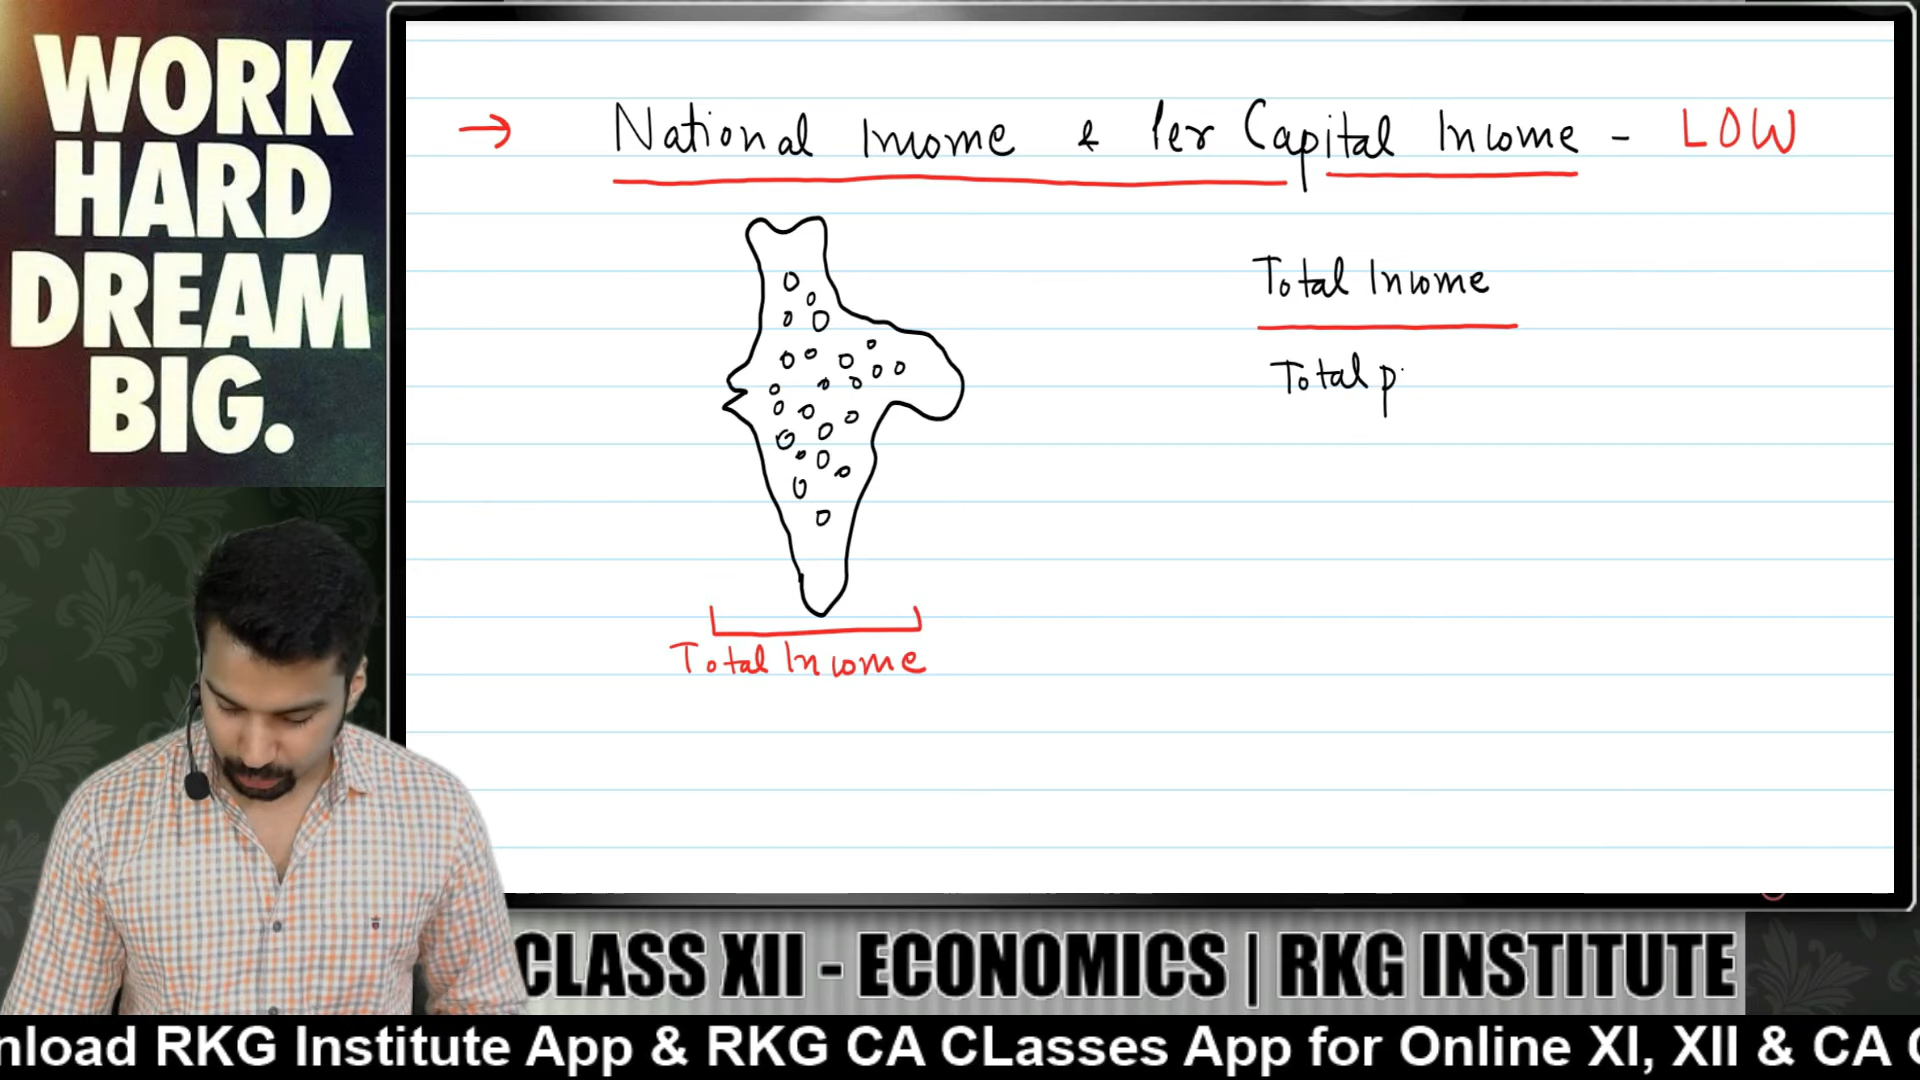 WORK
HARD
DREAM
BIG.
→ National Income & Per Capital Income - LOW
Total Income
Total p
Total Income
CLASS XII - ECONOMICS | RKG INSTITUTE
nload RKG Institute App & RKG CA CLasses App for Online XI, XII & CA C